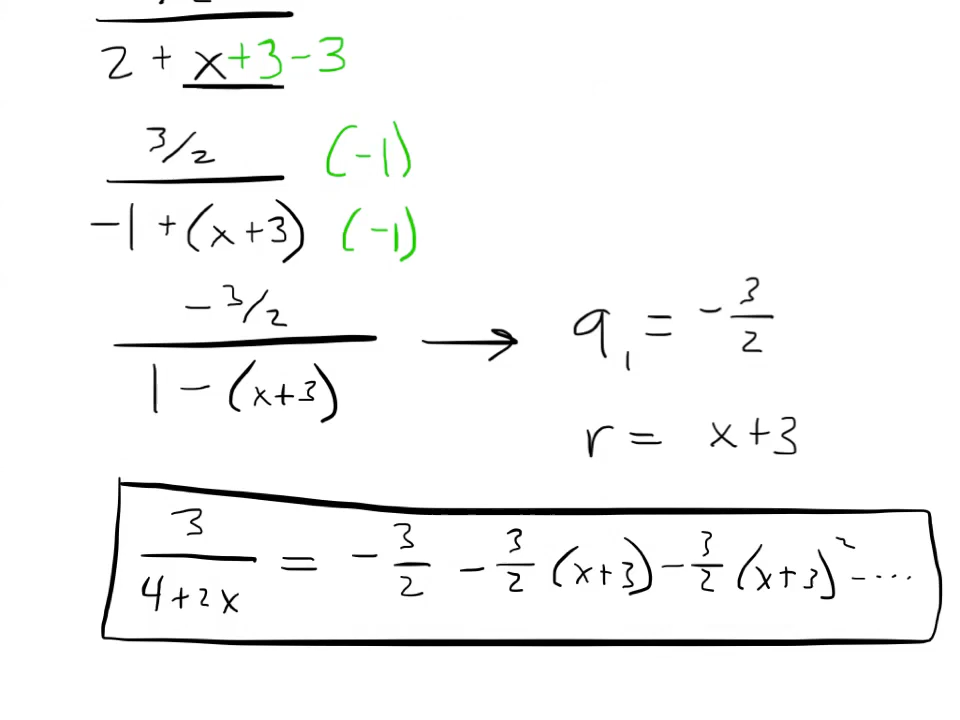 2 + x+3-3
3/2 (-1)
-1 + (x+3) (-1)
-3/2
1 - (x+3)
→
a₁ = -3/2
r = x+3
3/(4+2x) = -3/2 - 3/2 (x+3) - 3/2 (x+3)² - ...